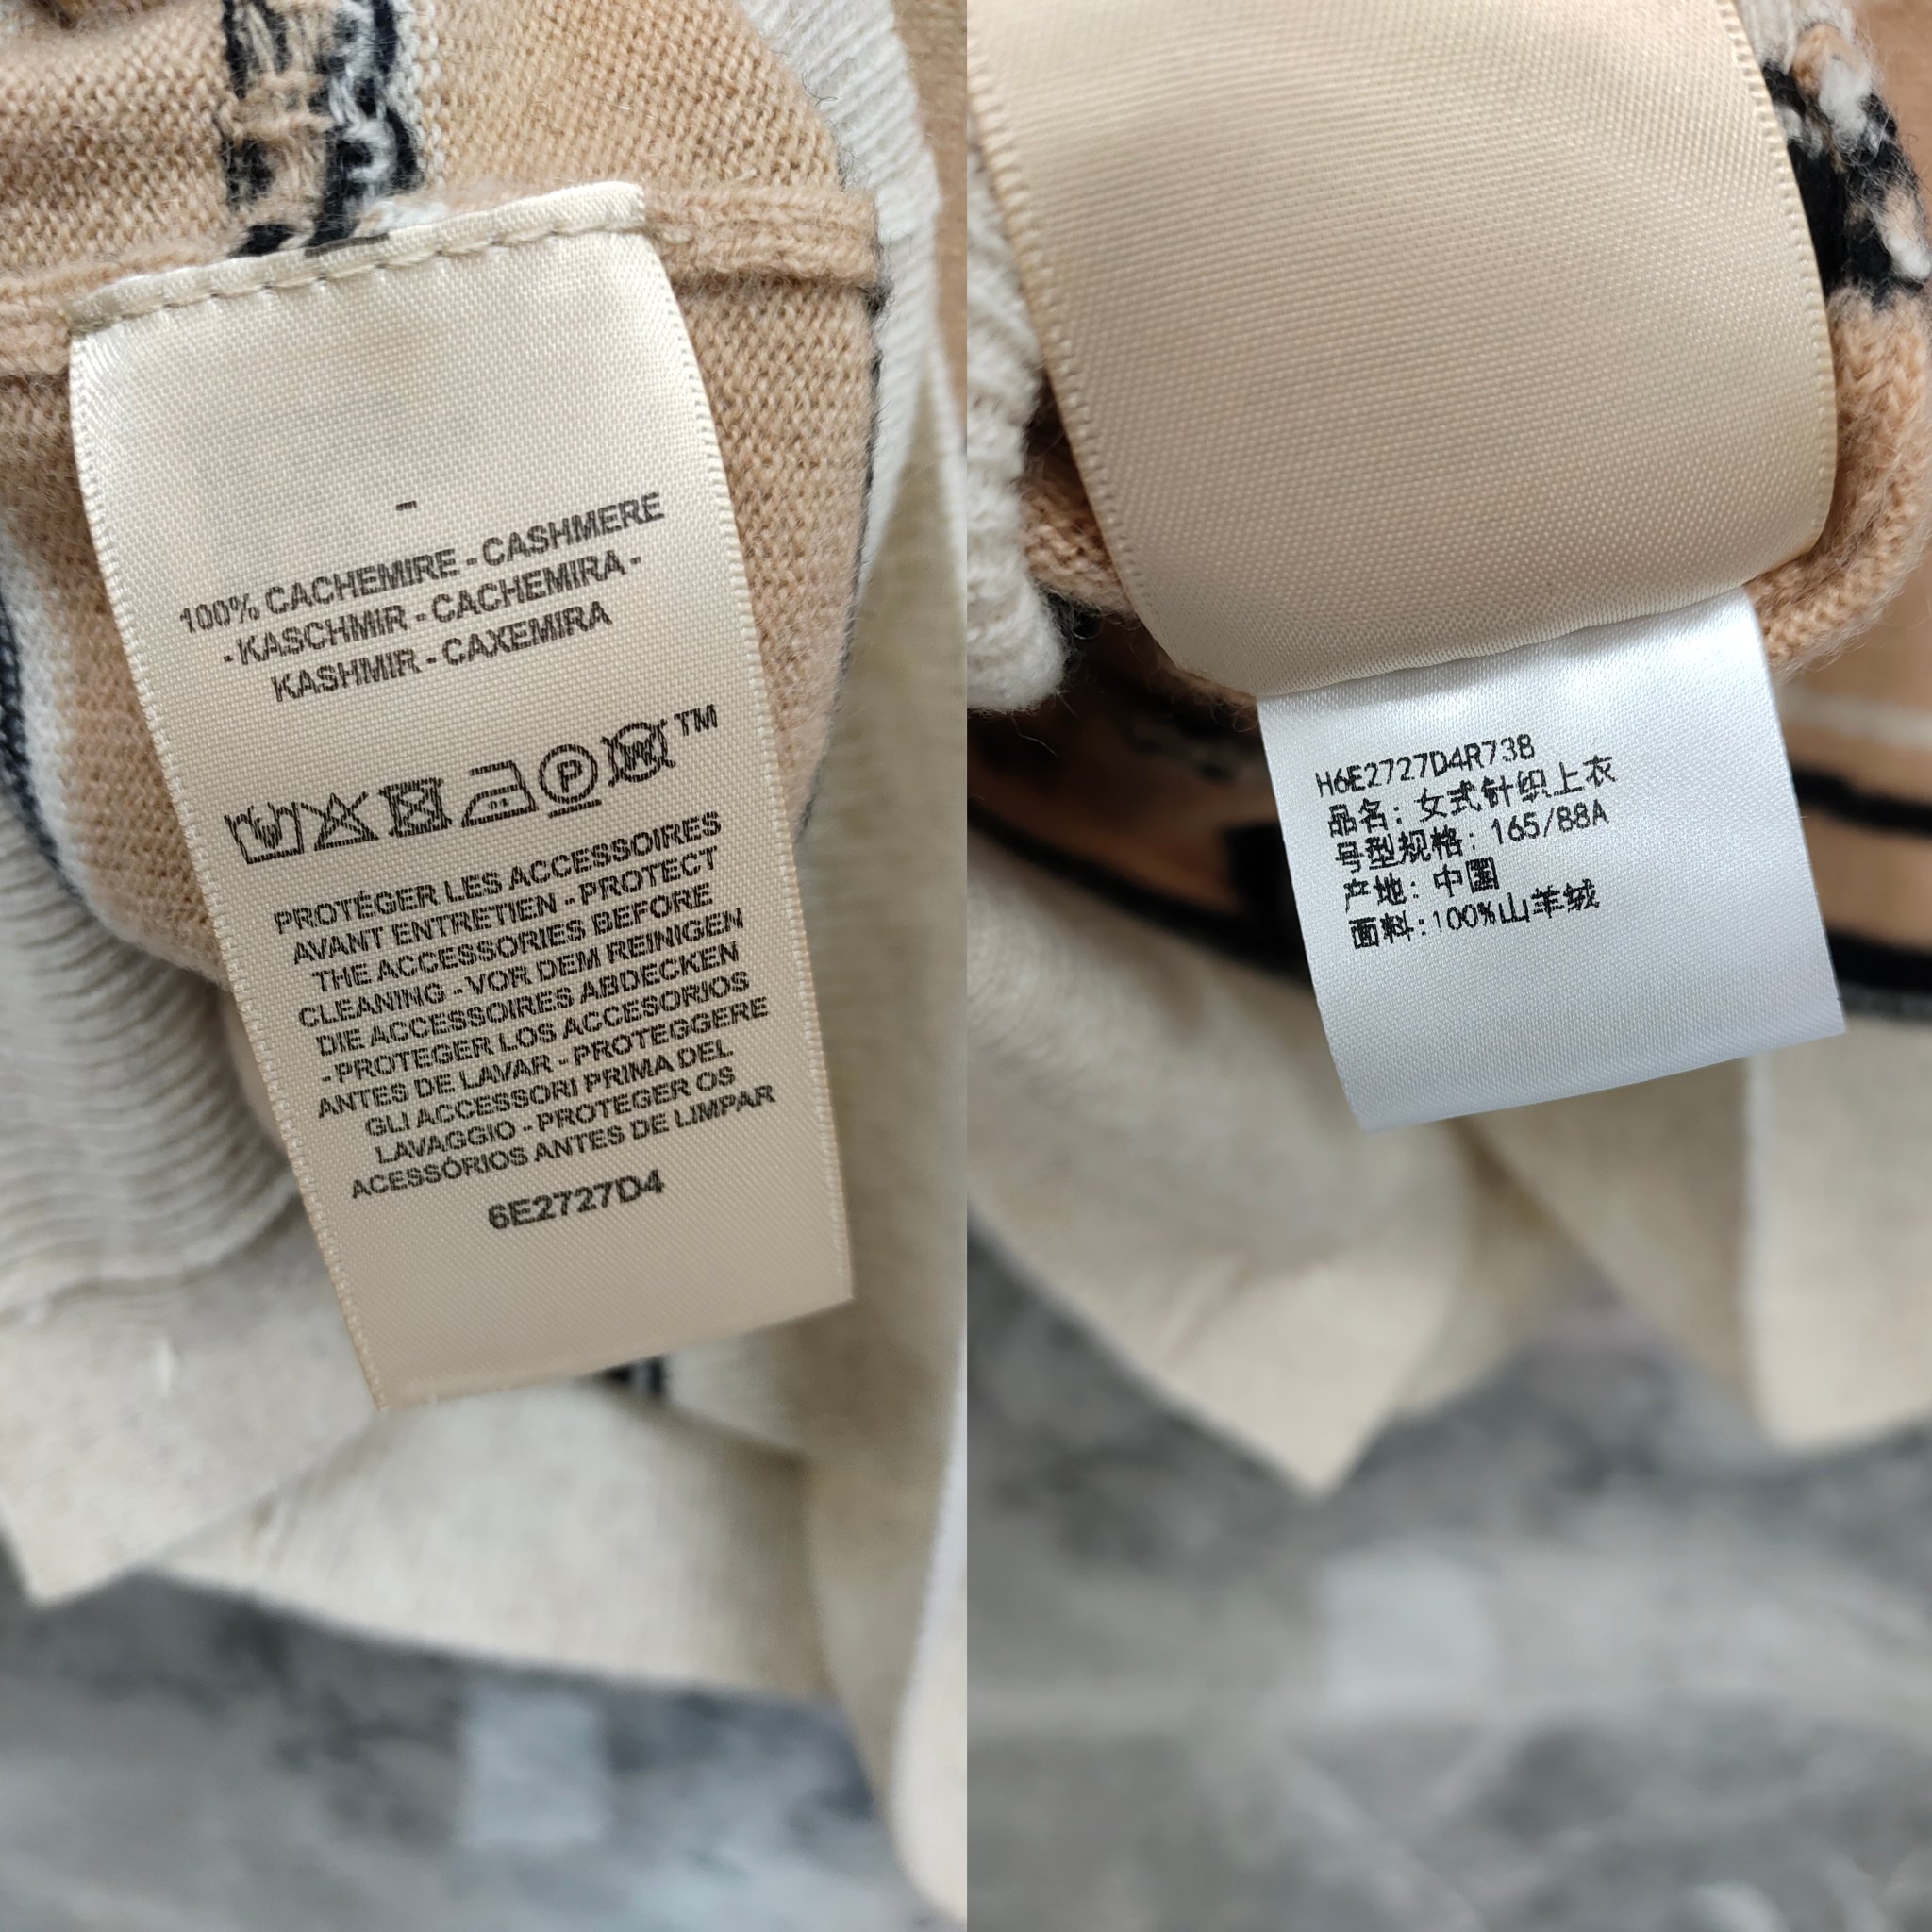 -
100% CACHEMIRE - CASHMERE
- KASCHMIR - CACHEMIRA -
KASHMIR - CAXEMIRA
P W TM
PROTÉGER LES ACCESSOIRES
AVANT ENTRETIEN - PROTECT
THE ACCESSORIES BEFORE
CLEANING - VOR DEM REINIGEN
DIE ACCESSOIRES ABDECKEN
- PROTEGER LOS ACCESORIOS
ANTES DE LAVAR - PROTEGGERE
GLI ACCESSORI PRIMA DEL
LAVAGGIO - PROTEGER OS
ACESSÓRIOS ANTES DE LIMPAR
6E2727D4
H6E2727D4R73B
品名: 女式针织上衣
号型规格: 165/88A
产地: 中國
面料:100%山羊绒